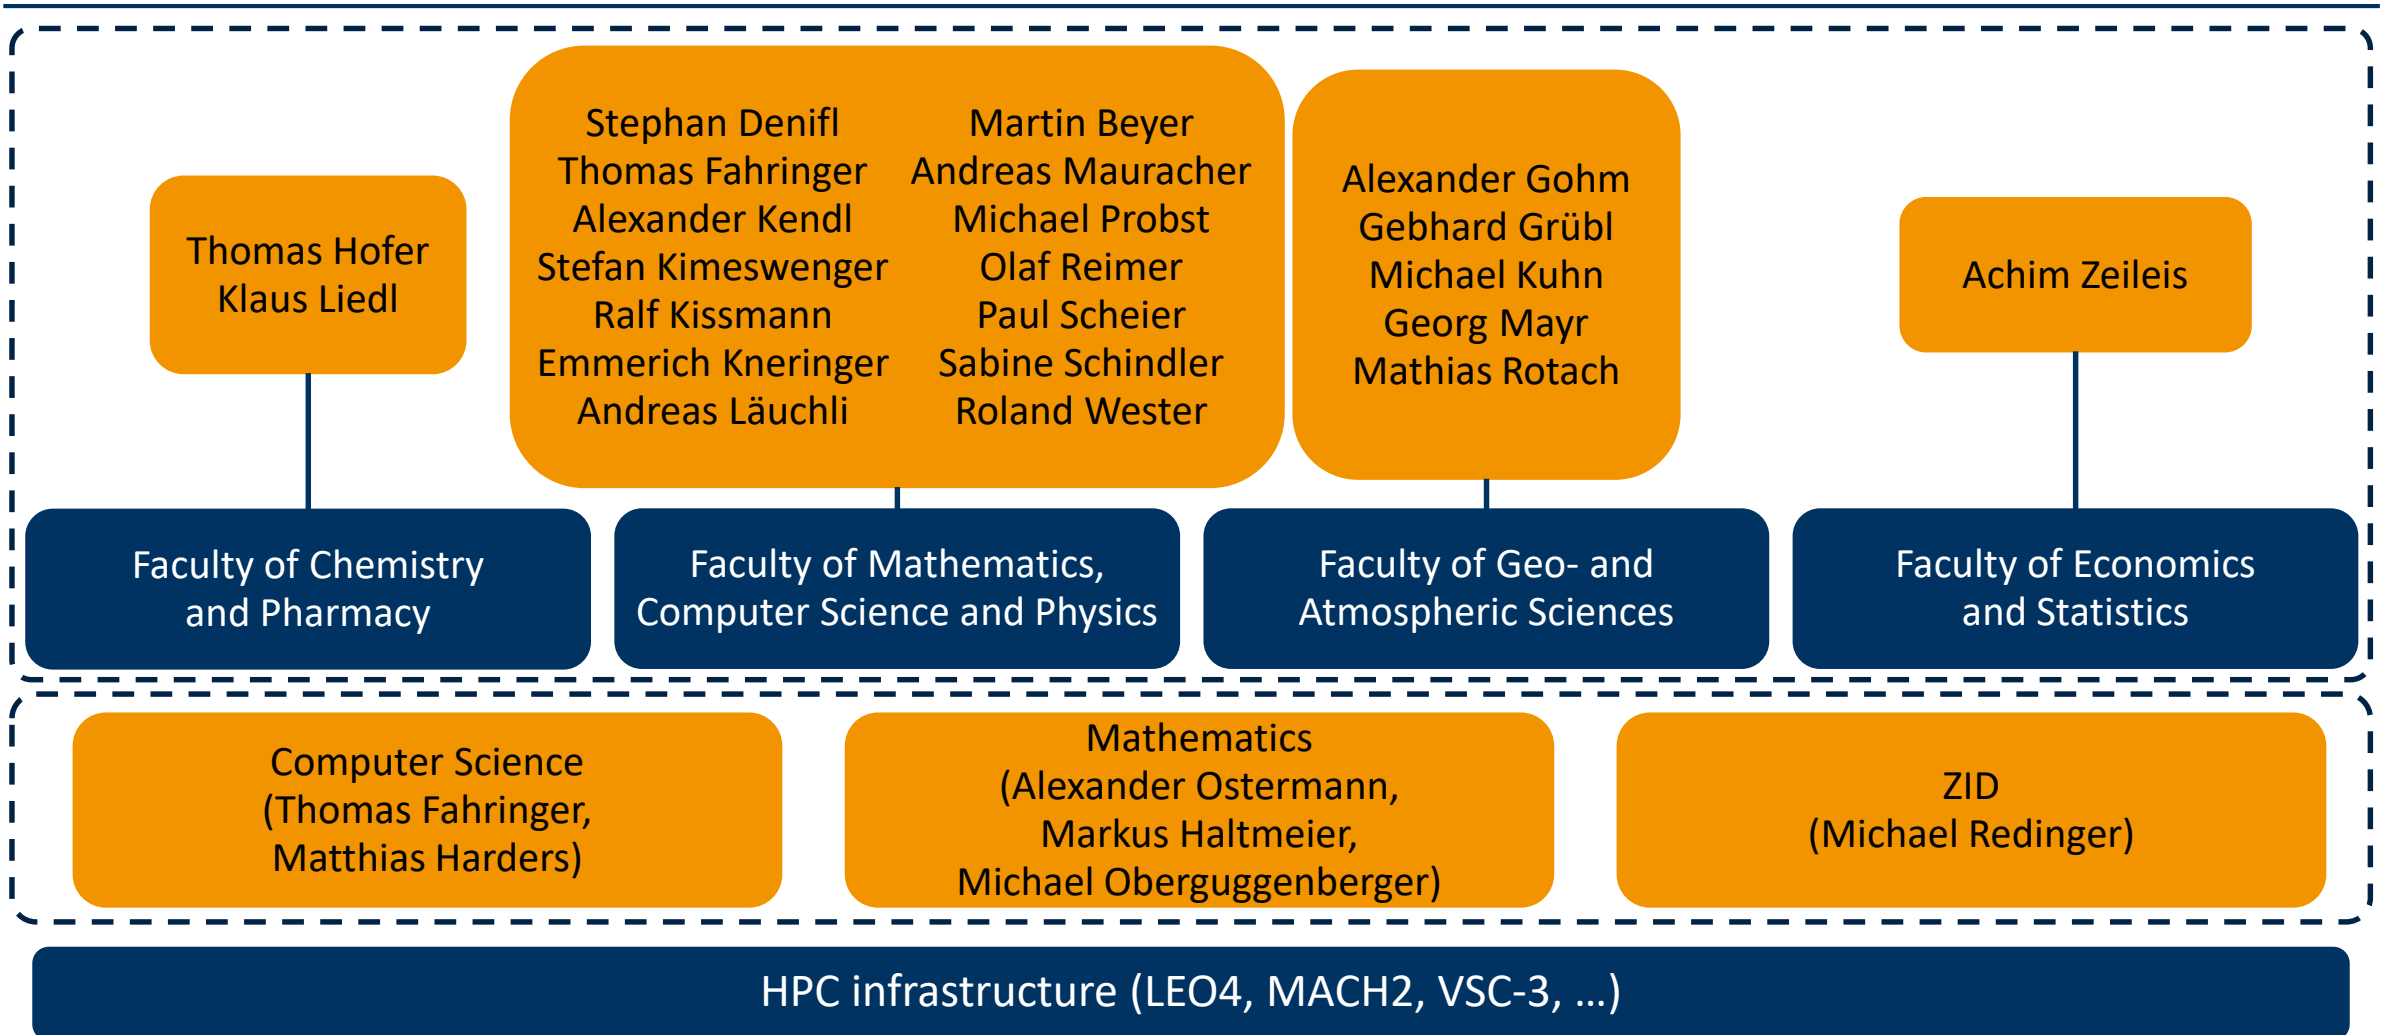 Thomas Hofer
Klaus Liedl
Stephan Denifl
Thomas Fahringer
Alexander Kendl
Stefan Kimeswenger
Ralf Kissmann
Emmerich Kneringer
Andreas Läuchli
Martin Beyer
Andreas Mauracher
Michael Probst
Olaf Reimer
Paul Scheier
Sabine Schindler
Roland Wester
Alexander Gohm
Gebhard Grübl
Michael Kuhn
Georg Mayr
Mathias Rotach
Achim Zeileis
Faculty of Chemistry
and Pharmacy
Faculty of Mathematics,
Computer Science and Physics
Faculty of Geo- and
Atmospheric Sciences
Faculty of Economics
and Statistics
Computer Science
(Thomas Fahringer,
Matthias Harders)
Mathematics
(Alexander Ostermann,
Markus Haltmeier,
Michael Oberguggenberger)
ZID
(Michael Redinger)
HPC infrastructure (LEO4, MACH2, VSC-3, …)